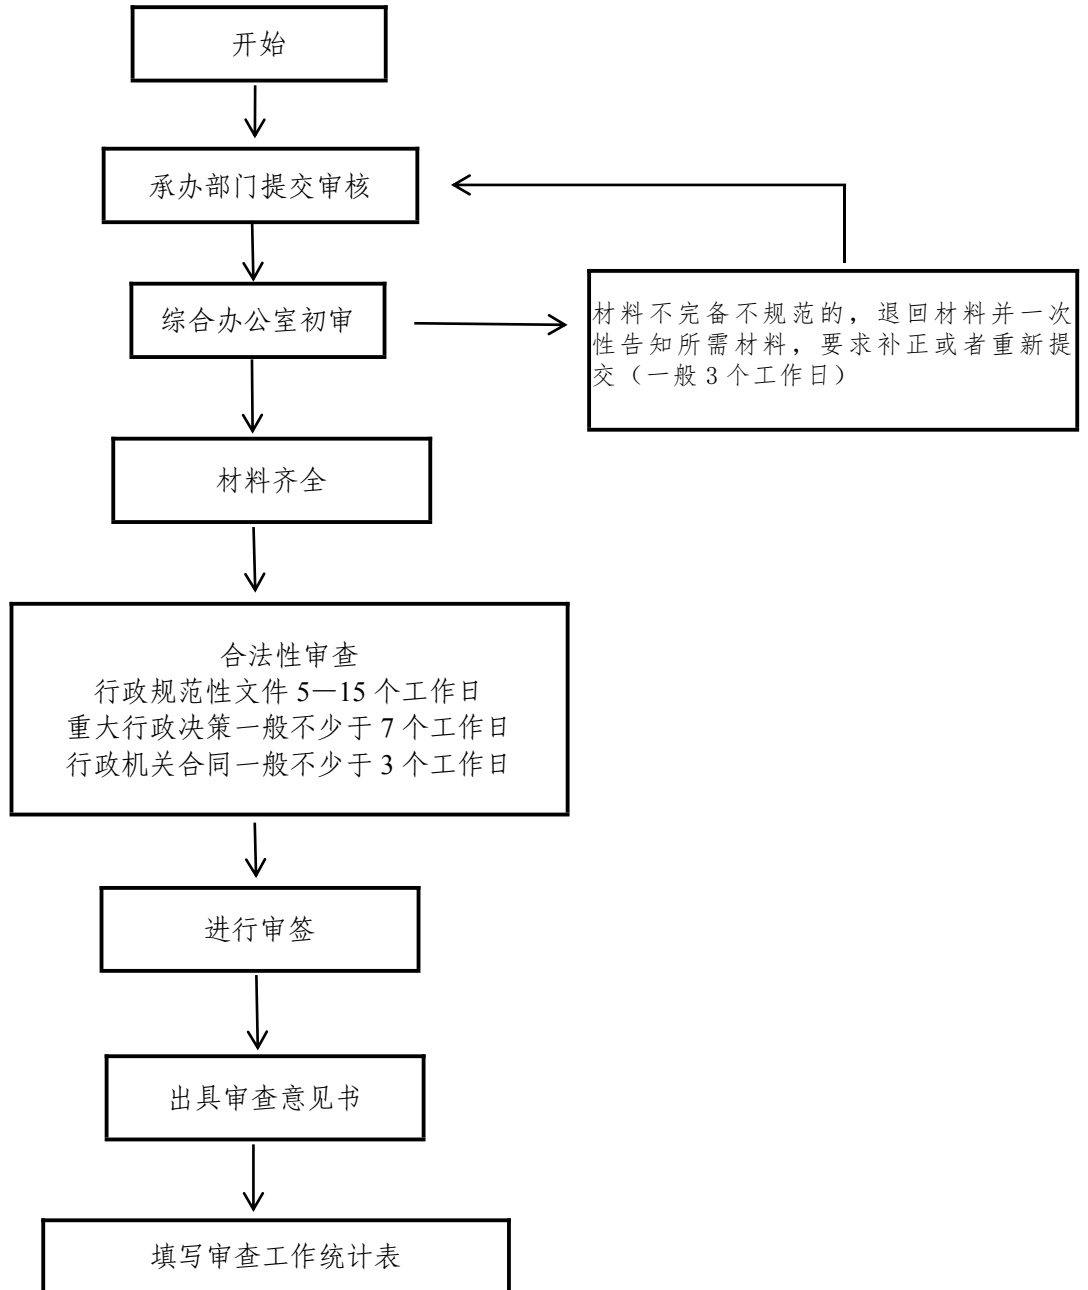 开始
承办部门提交审核
综合办公室初审
材料不完备不规范的，退回材料并一次
性告知所需材料，要求补正或者重新提
交（一般 3 个工作日）
材料齐全
合法性审查
行政规范性文件 5—15 个工作日
重大行政决策一般不少于 7 个工作日
行政机关合同一般不少于 3 个工作日
进行审签
出具审查意见书
填写审查工作统计表